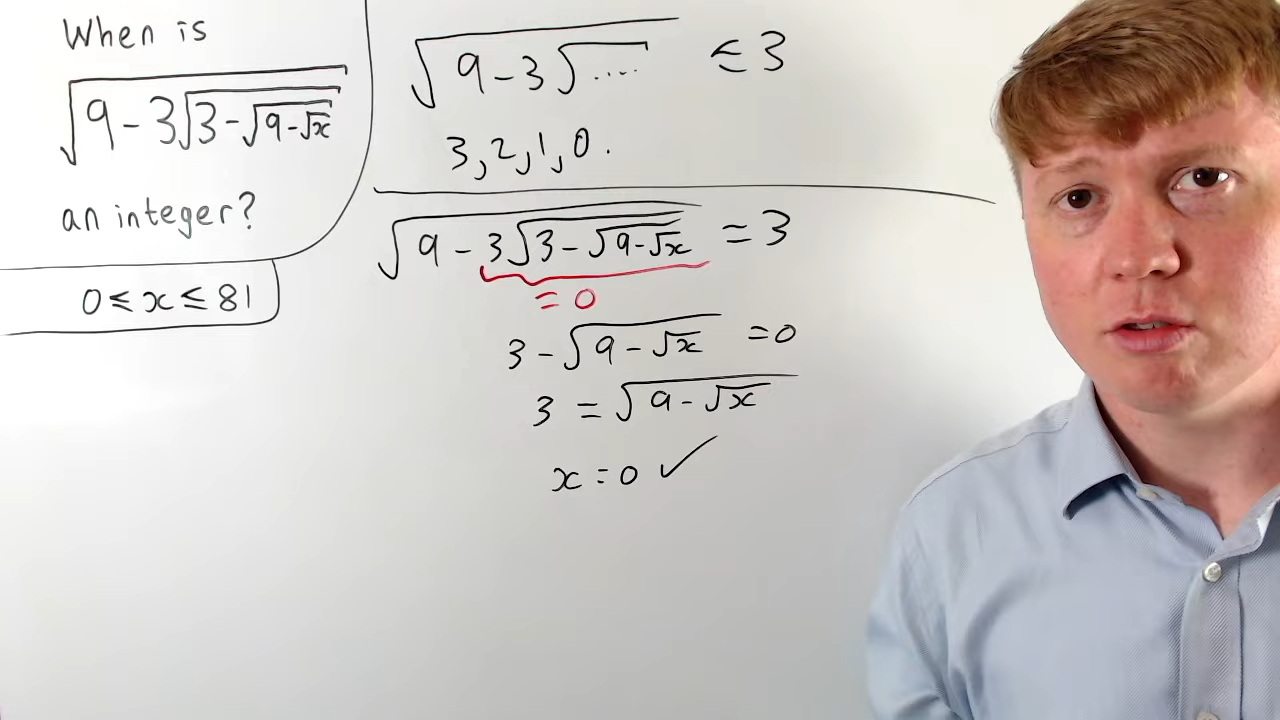 When is
√(9 - 3√(3 - √(9 - √x)))
an integer?
0 ≤ x ≤ 81
√(9 - 3√(....)) ≤ 3
3, 2, 1, 0.
√(9 - 3√(3 - √(9 - √x))) = 3
= 0
3 - √(9 - √x) = 0
3 = √(9 - √x)
x = 0 ✓